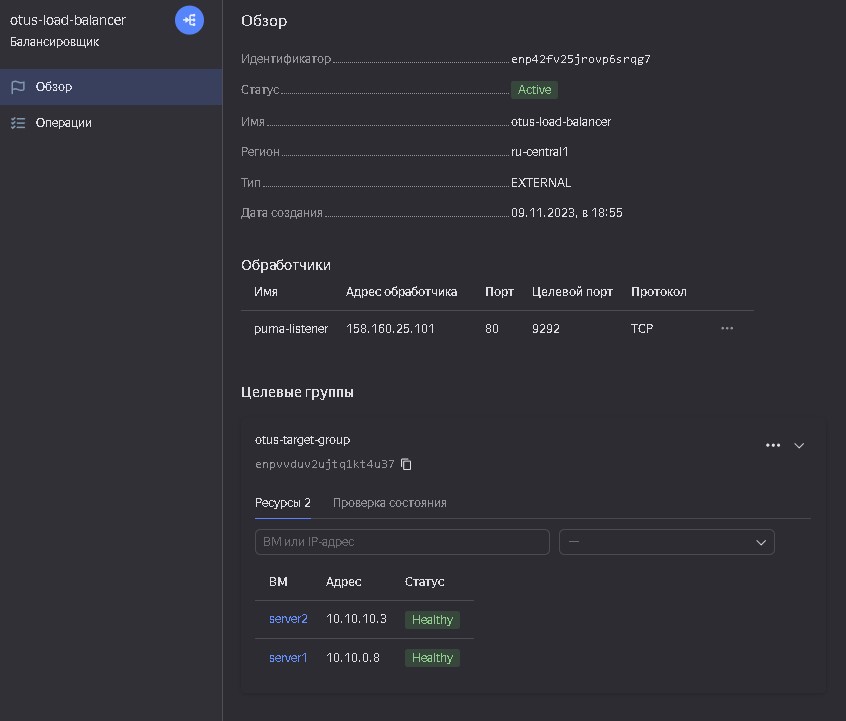 otus-load-balancer
Балансировщик
Обзор
Операции
Обзор
Идентификатор enp42fv25jrovp6srqg7
Статус Active
Имя otus-load-balancer
Регион ru-central1
Тип EXTERNAL
Дата создания 09.11.2023, в 18:55
Обработчики
Имя Адрес обработчика Порт Целевой порт Протокол
puma-listener 158.160.25.101 80 9292 TCP
Целевые группы
otus-target-group
enpvvduv2ujtq1kt4u37
Ресурсы 2 Проверка состояния
ВМ или IP-адрес —
ВМ Адрес Статус
server2 10.10.10.3 Healthy
server1 10.10.0.8 Healthy